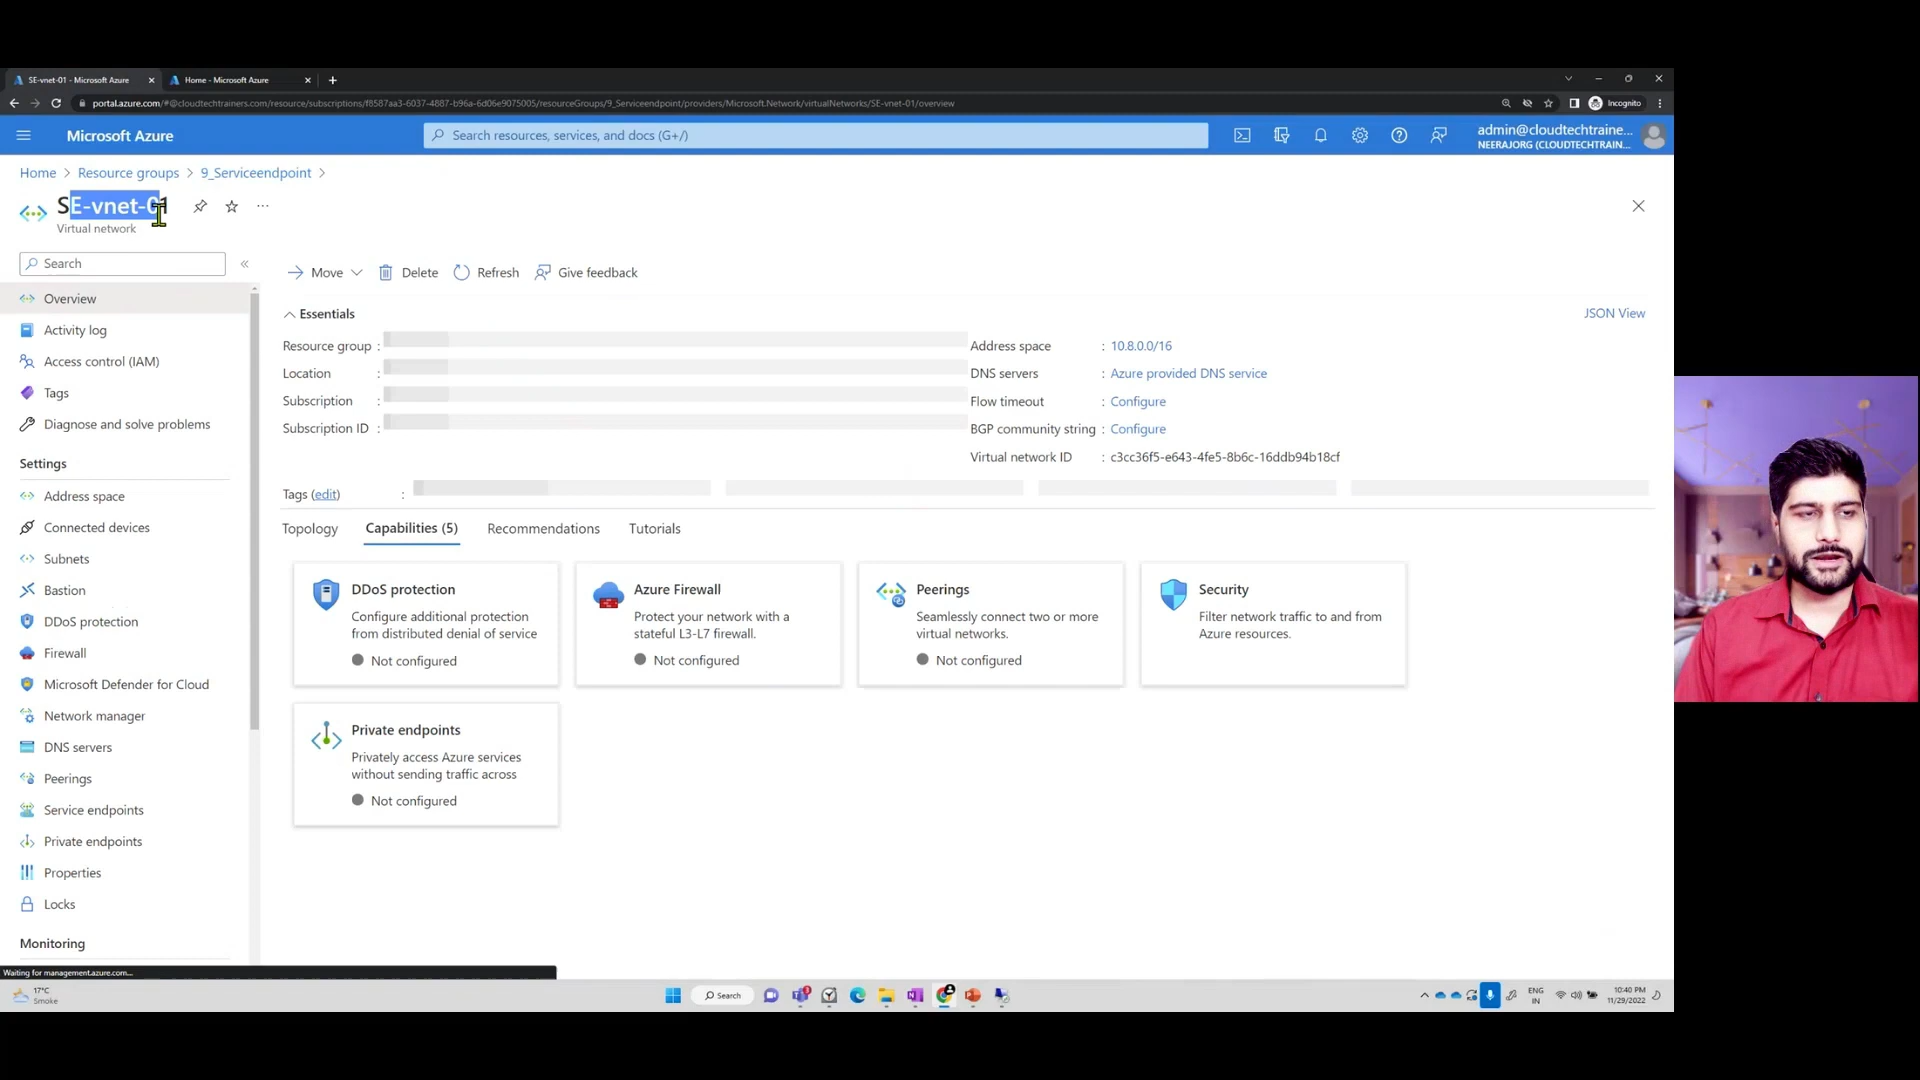 SE-vnet-01 - Microsoft Azure
Home - Microsoft Azure
portal.azure.com/#@cloudtechtrainers.com/resource/subscriptions/f8587aa3-6037-4887-b96a-6d06e9075005/resourceGroups/9_Serviceendpoint/providers/Microsoft.Network/virtualNetworks/SE-vnet-01/overview
Incognito
Microsoft Azure
Search resources, services, and docs (G+/)
admin@cloudtechtraine...
NEERAJORG (CLOUDTECHTRAIN...
Home > Resource groups > 9_Serviceendpoint >
SE-vnet-01
Virtual network
Search
Overview
Activity log
Access control (IAM)
Tags
Diagnose and solve problems
Settings
Address space
Connected devices
Subnets
Bastion
DDoS protection
Firewall
Microsoft Defender for Cloud
Network manager
DNS servers
Peerings
Service endpoints
Private endpoints
Properties
Locks
Monitoring
Waiting for management.azure.com...
Move
Delete
Refresh
Give feedback
Essentials
JSON View
Resource group :
Location :
Subscription :
Subscription ID :
Address space : 10.8.0.0/16
DNS servers : Azure provided DNS service
Flow timeout : Configure
BGP community string : Configure
Virtual network ID : c3cc36f5-e643-4fe5-8b6c-16ddb94b18cf
Tags (edit) :
Topology
Capabilities (5)
Recommendations
Tutorials
DDoS protection
Configure additional protection
from distributed denial of service
Not configured
Azure Firewall
Protect your network with a
stateful L3-L7 firewall.
Not configured
Peerings
Seamlessly connect two or more
virtual networks.
Not configured
Security
Filter network traffic to and from
Azure resources.
Private endpoints
Privately access Azure services
without sending traffic across
Not configured
17°C
Smoke
Search
ENG
IN
10:40 PM
11/29/2022